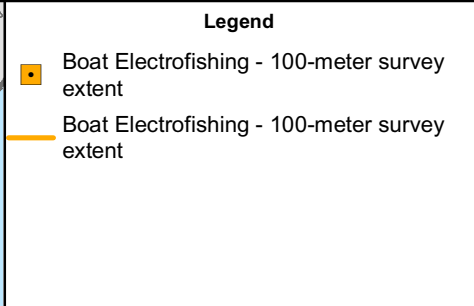 Legend
Boat Electrofishing - 100-meter survey
extent
Boat Electrofishing - 100-meter survey
extent